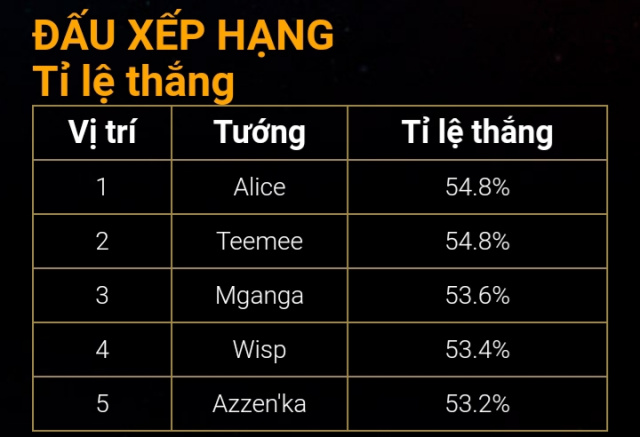 ĐẤU XẾP HẠNG
Tỉ lệ thắng
Vị trí Tướng Tỉ lệ thắng
1 Alice 54.8%
2 Teemee 54.8%
3 Mganga 53.6%
4 Wisp 53.4%
5 Azzen'ka 53.2%